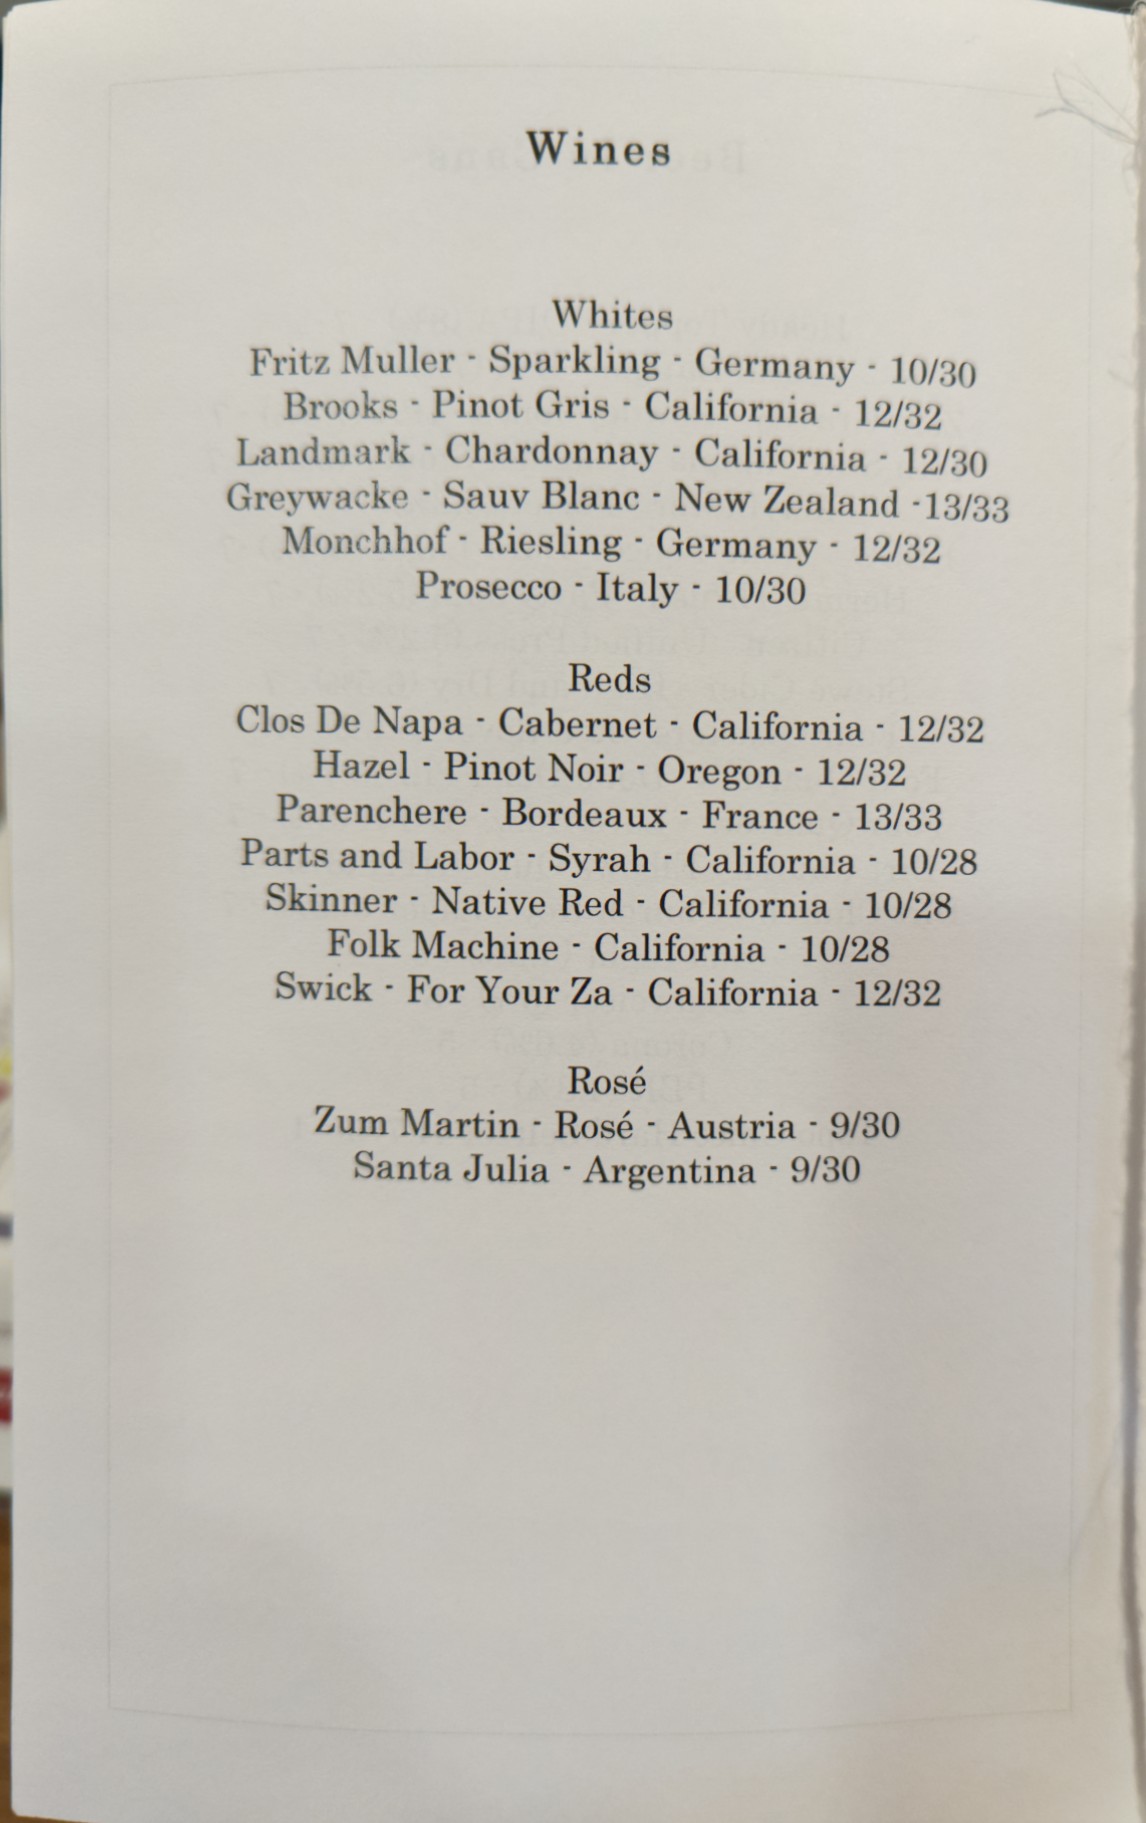 Wines
Whites
Fritz Muller - Sparkling - Germany - 10/30
Brooks - Pinot Gris - California - 12/32
Landmark - Chardonnay - California - 12/30
Greywacke - Sauv Blanc - New Zealand -13/33
Monchhof - Riesling - Germany - 12/32
Prosecco - Italy - 10/30
Reds
Clos De Napa - Cabernet - California - 12/32
Hazel - Pinot Noir - Oregon - 12/32
Parenchere - Bordeaux - France - 13/33
Parts and Labor - Syrah - California - 10/28
Skinner - Native Red - California - 10/28
Folk Machine - California - 10/28
Swick - For Your Za - California - 12/32
Rosé
Zum Martin - Rosé - Austria - 9/30
Santa Julia - Argentina - 9/30